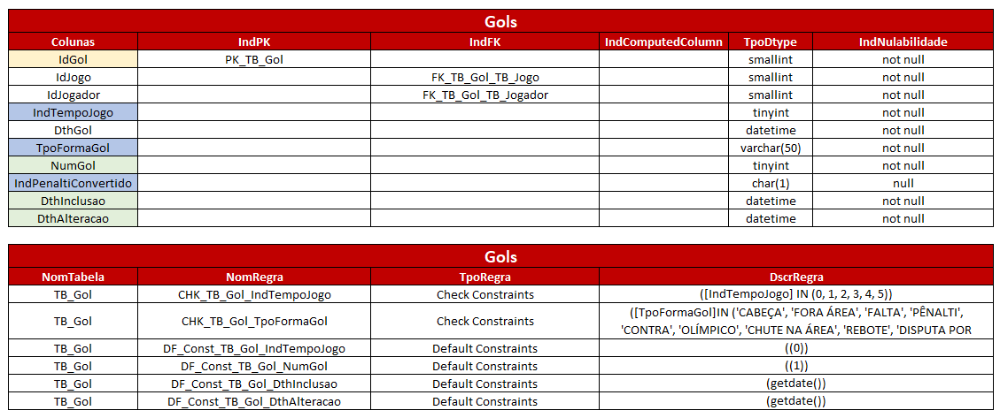 Gols
Colunas IndPK IndFK IndComputedColumn TpoDtype IndNulabilidade
IdGol PK_TB_Gol smallint not null
IdJogo FK_TB_Gol_TB_Jogo smallint not null
IdJogador FK_TB_Gol_TB_Jogador smallint not null
IndTempoJogo tinyint not null
DthGol datetime not null
TpoFormaGol varchar(50) not null
NumGol tinyint not null
IndPenaltiConvertido char(1) null
DthInclusao datetime not null
DthAlteracao datetime not null
Gols
NomTabela NomRegra TpoRegra DscrRegra
TB_Gol CHK_TB_Gol_IndTempoJogo Check Constraints ([IndTempoJogo] IN (0, 1, 2, 3, 4, 5))
TB_Gol CHK_TB_Gol_TpoFormaGol Check Constraints ([TpoFormaGol]IN ('CABEÇA', 'FORA ÁREA', 'FALTA', 'PÊNALTI',
'CONTRA', 'OLÍMPICO', 'CHUTE NA ÁREA', 'REBOTE', 'DISPUTA POR
TB_Gol DF_Const_TB_Gol_IndTempoJogo Default Constraints ((0))
TB_Gol DF_Const_TB_Gol_NumGol Default Constraints ((1))
TB_Gol DF_Const_TB_Gol_DthInclusao Default Constraints (getdate())
TB_Gol DF_Const_TB_Gol_DthAlteracao Default Constraints (getdate())